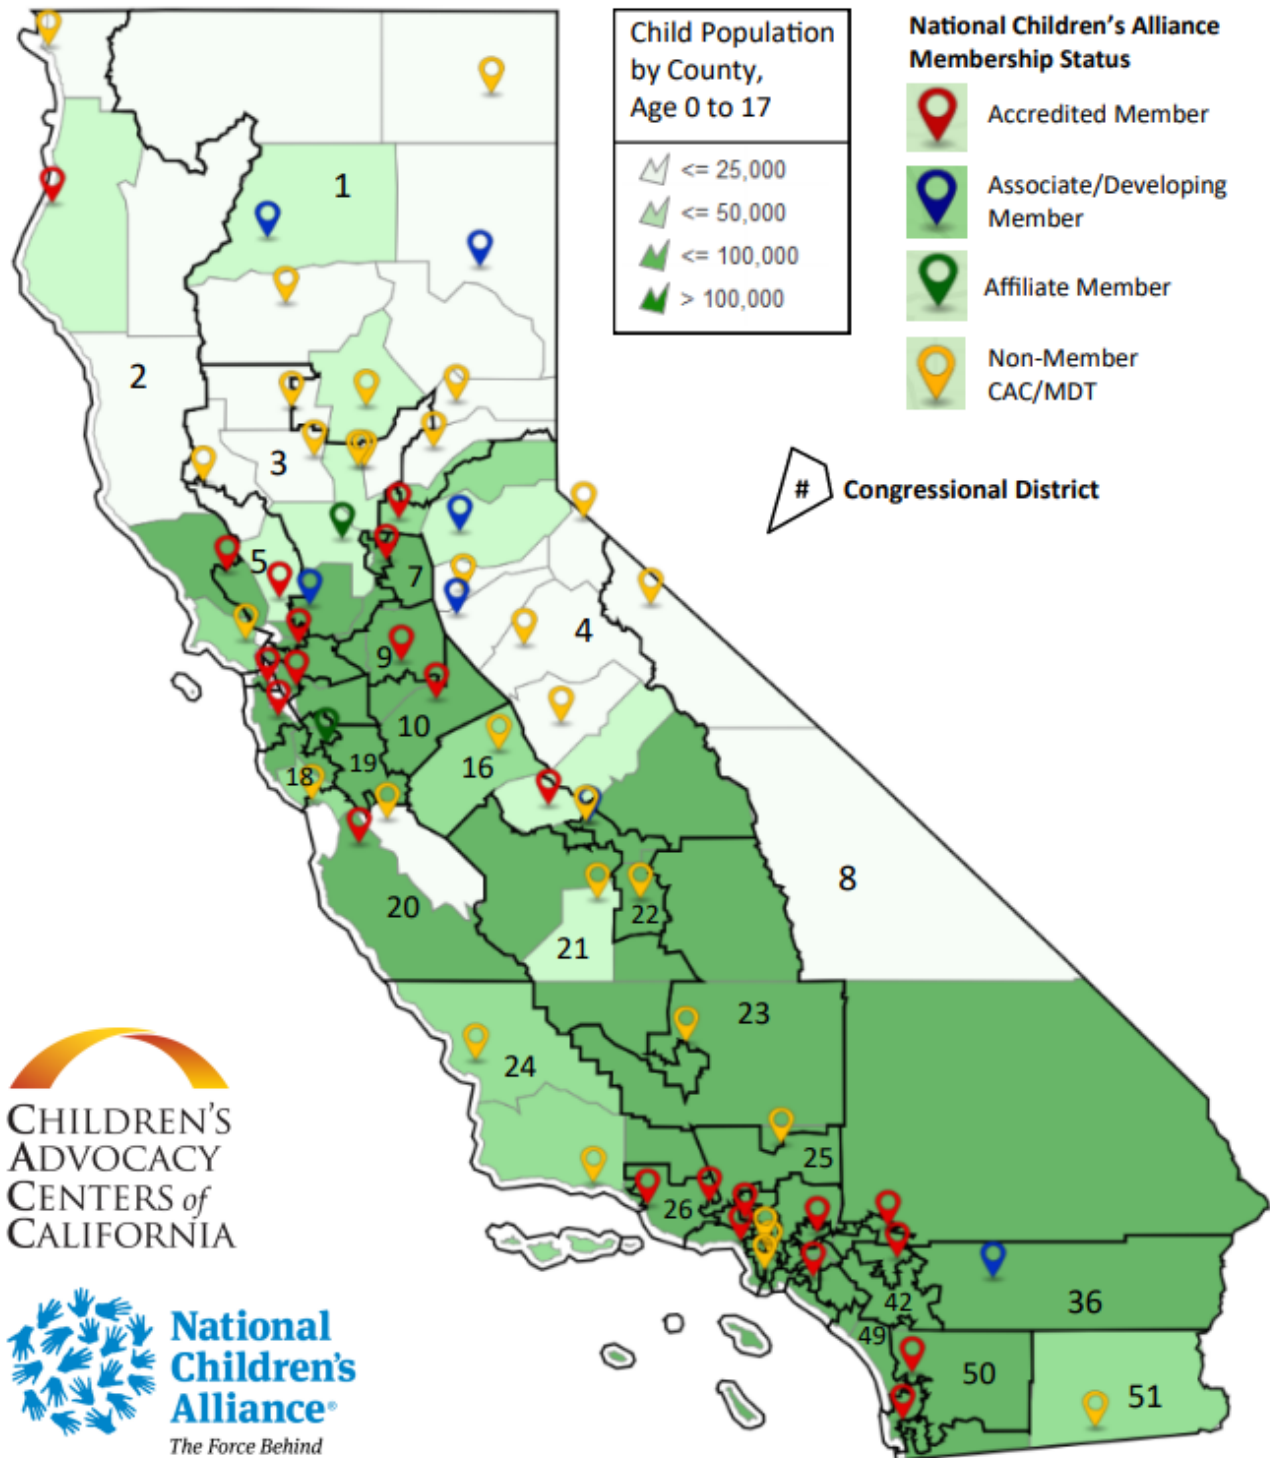 Child Population
by County,
Age 0 to 17
<= 25,000
<= 50,000
<= 100,000
> 100,000
National Children's Alliance
Membership Status
Accredited Member
Associate/Developing
Member
Affiliate Member
Non-Member
CAC/MDT
# Congressional District
1
2
1
3
5
7
4
9
10
18
19
16
8
20
22
21
23
24
25
26
42
36
49
50
51
CHILDREN'S
ADVOCACY
CENTERS of
CALIFORNIA
National
Children's
Alliance®
The Force Behind